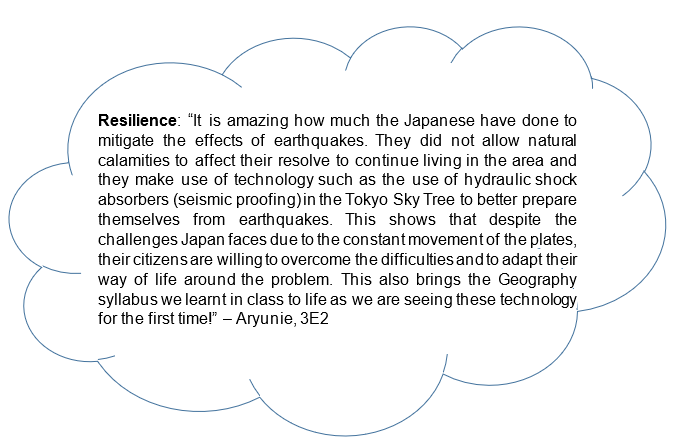 Resilience: “It is amazing how much the Japanese have done to
mitigate the effects of earthquakes. They did not allow natural
calamities to affect their resolve to continue living in the area and
they make use of technology such as the use of hydraulic shock
absorbers (seismic proofing) in the Tokyo Sky Tree to better prepare
themselves from earthquakes. This shows that despite the
challenges Japan faces due to the constant movement of the plates,
their citizens are willing to overcome the difficulties and to adapt their
way of life around the problem. This also brings the Geography
syllabus we learnt in class to life as we are seeing these technology
for the first time!” – Aryunie, 3E2